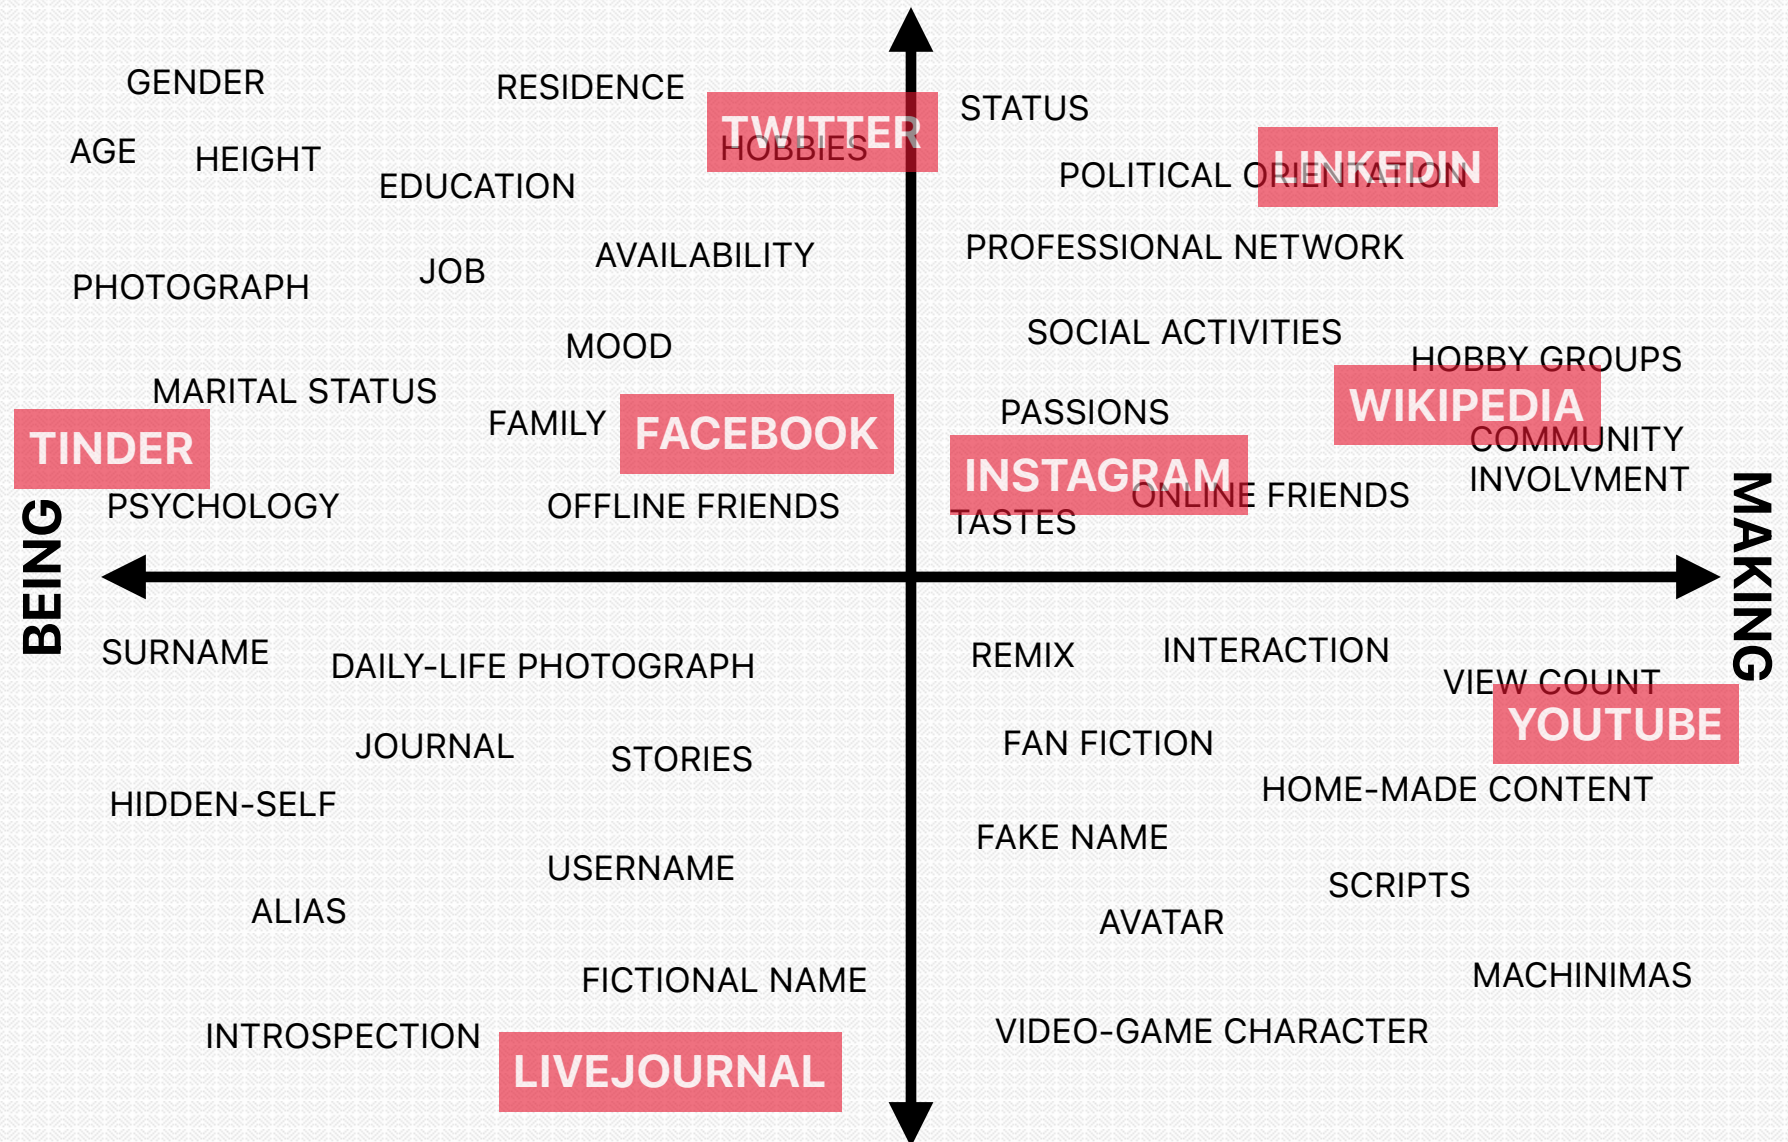 GENDER
RESIDENCE
TWITTER
HOBBIES
AGE
HEIGHT
EDUCATION
PHOTOGRAPH
JOB
AVAILABILITY
MOOD
MARITAL STATUS
FAMILY
FACEBOOK
TINDER
PSYCHOLOGY
OFFLINE FRIENDS
STATUS
POLITICAL ORIENTATION
LINKEDIN
PROFESSIONAL NETWORK
SOCIAL ACTIVITIES
HOBBY GROUPS
WIKIPEDIA
PASSIONS
COMMUNITY
INVOLVMENT
INSTAGRAM
ONLINE FRIENDS
TASTES
BEING
MAKING
SURNAME
DAILY-LIFE PHOTOGRAPH
JOURNAL
STORIES
HIDDEN-SELF
USERNAME
ALIAS
FICTIONAL NAME
INTROSPECTION
LIVEJOURNAL
REMIX
INTERACTION
VIEW COUNT
YOUTUBE
FAN FICTION
HOME-MADE CONTENT
FAKE NAME
SCRIPTS
AVATAR
MACHINIMAS
VIDEO-GAME CHARACTER